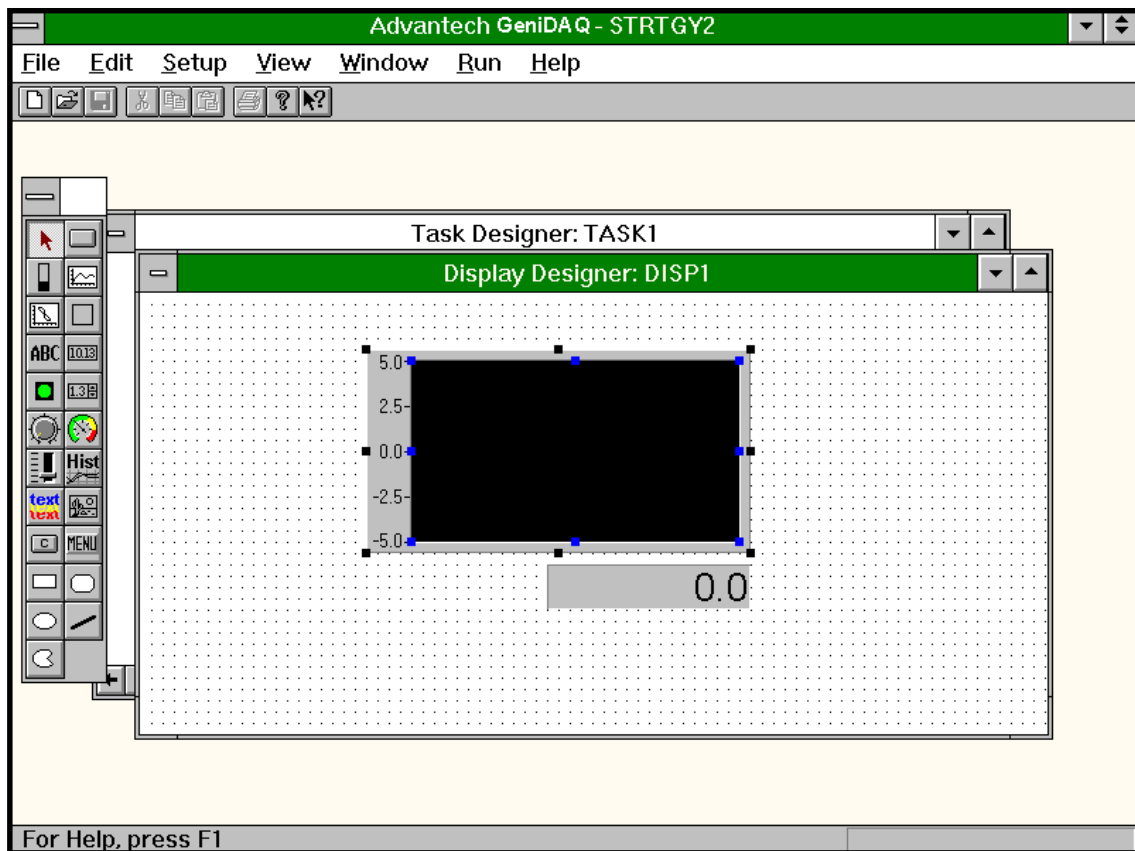 Advantech GeniDAQ - STRTGY2
File Edit Setup View Window Run Help
Task Designer: TASK1
Display Designer: DISP1
ABC 10.13
1.3
Hist
text
text
C MENU
5.0
2.5
0.0
-2.5
-5.0
0.0
For Help, press F1